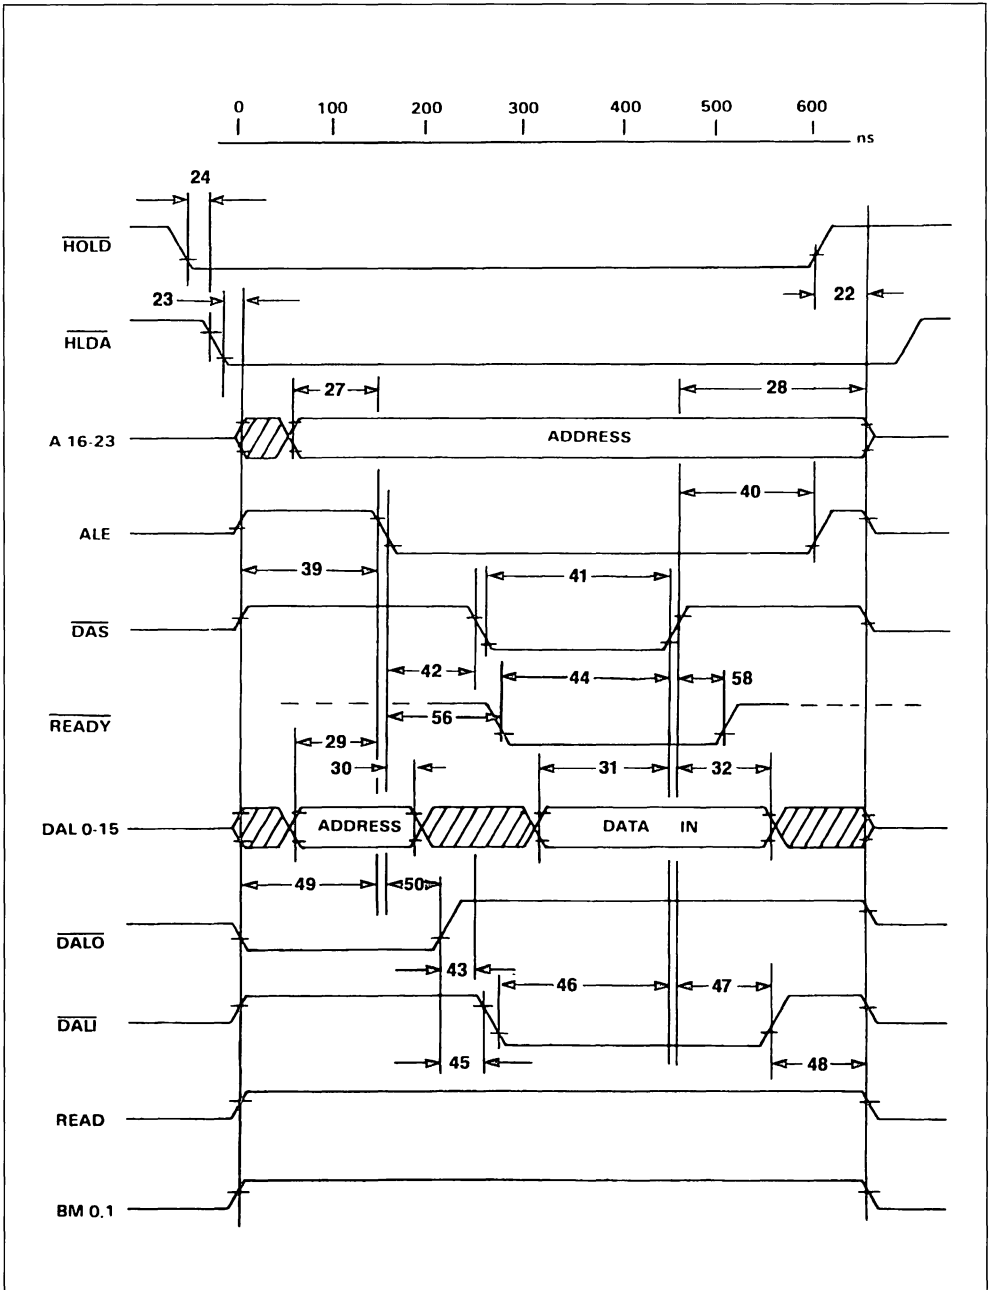 0 100 200 300 400 500 600
ns
24
HOLD
23 22
HLDA
27 28
A 16-23 ADDRESS
40
ALE
39 41
DAS
42 44 58
READY 56
29
30 31 32
DAL 0-15 ADDRESS DATA IN
49 50
DALO
43 46 47
DALI
45 48
READ
BM 0.1